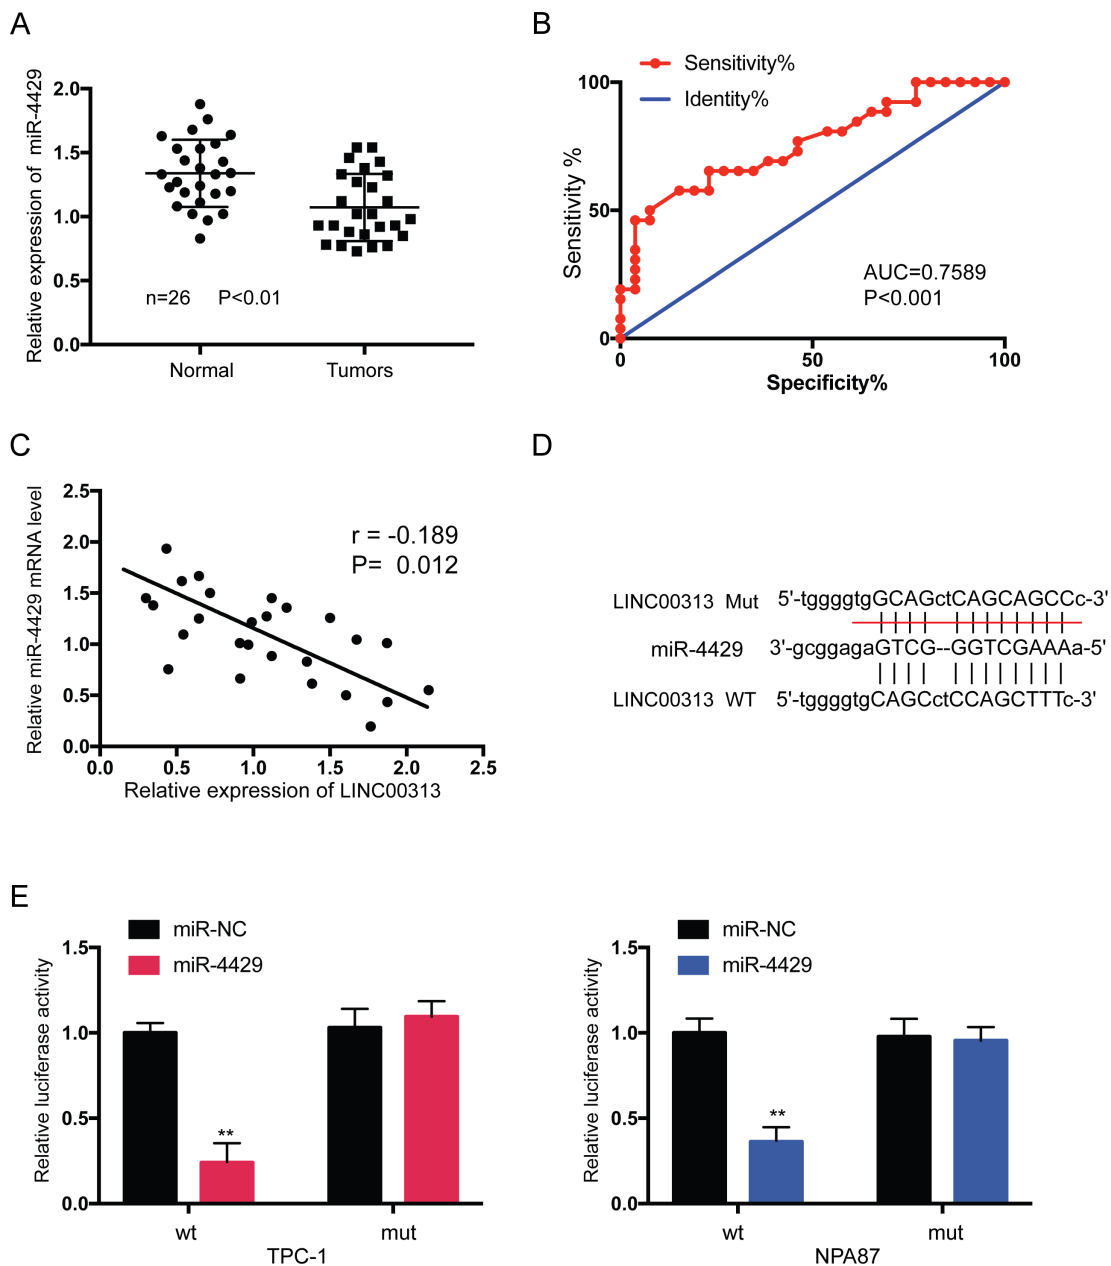 A
Relative expression of miR-4429
2.0
1.5
1.0
0.5
0.0
n=26 P<0.01
Normal Tumors
B
Sensitivity%
Identity%
Sensitivity %
100
50
0
AUC=0.7589
P<0.001
0 50 100
Specificity%
C
Relative miR-4429 mRNA level
2.5
2.0
1.5
1.0
0.5
0.0
r = -0.189
P= 0.012
0.0 0.5 1.0 1.5 2.0 2.5
Relative expression of LINC00313
D
LINC00313 Mut 5'-tggggtgGCAGctCAGCAGCCc-3'
miR-4429 3'-gcggagaGTCG--GGTCGAAAa-5'
LINC00313 WT 5'-tggggtgCAGCctCCAGCTTTc-3'
E
miR-NC
miR-4429
Relative luciferase activity
1.5
1.0
0.5
0.0
**
wt mut
TPC-1
miR-NC
miR-4429
Relative luciferase activity
1.5
1.0
0.5
0.0
**
wt mut
NPA87